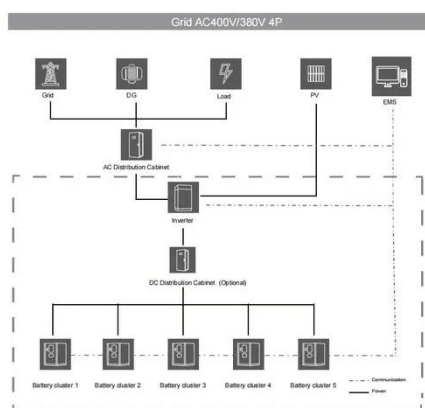 Grid AC400V/380V 4P
Grid DG Load PV EMS
AC Distribution Cabinet
Inverter
DC Distribution Cabinet (Optional)
Battery cluster 1 Battery cluster 2 Battery cluster 3 Battery cluster 4 Battery cluster 5
Communication
Power